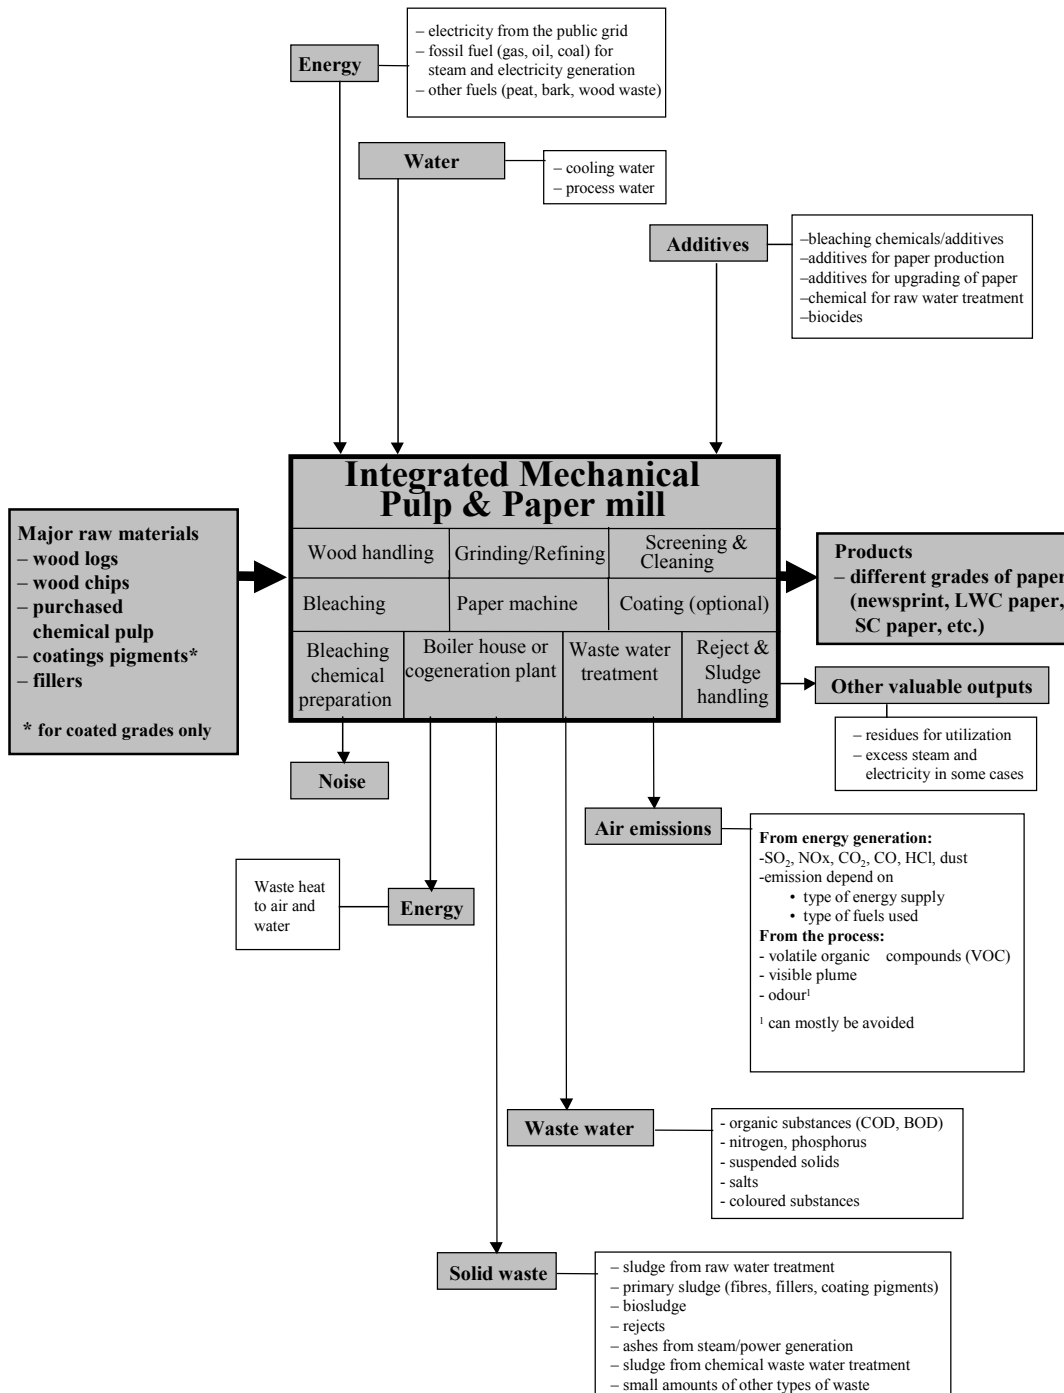 Energy
– electricity from the public grid
– fossil fuel (gas, oil, coal) for
steam and electricity generation
– other fuels (peat, bark, wood waste)
Water
– cooling water
– process water
Additives
–bleaching chemicals/additives
–additives for paper production
–additives for upgrading of paper
–chemical for raw water treatment
–biocides
Integrated Mechanical
Pulp & Paper mill
Wood handling
Grinding/Refining
Screening &
Cleaning
Bleaching
Paper machine
Coating (optional)
Bleaching
chemical
preparation
Boiler house or
cogeneration plant
Waste water
treatment
Reject &
Sludge
handling
Major raw materials
– wood logs
– wood chips
– purchased
chemical pulp
– coatings pigments*
– fillers
* for coated grades only
Products
– different grades of paper
(newsprint, LWC paper,
SC paper, etc.)
Other valuable outputs
– residues for utilization
– excess steam and
electricity in some cases
Noise
Air emissions
From energy generation:
-SO2, NOx, CO2, CO, HCl, dust
-emission depend on
• type of energy supply
• type of fuels used
From the process:
- volatile organic compounds (VOC)
- visible plume
- odour1
1 can mostly be avoided
Waste heat
to air and
water
Energy
Waste water
- organic substances (COD, BOD)
- nitrogen, phosphorus
- suspended solids
- salts
- coloured substances
Solid waste
– sludge from raw water treatment
– primary sludge (fibres, fillers, coating pigments)
– biosludge
– rejects
– ashes from steam/power generation
– sludge from chemical waste water treatment
– small amounts of other types of waste